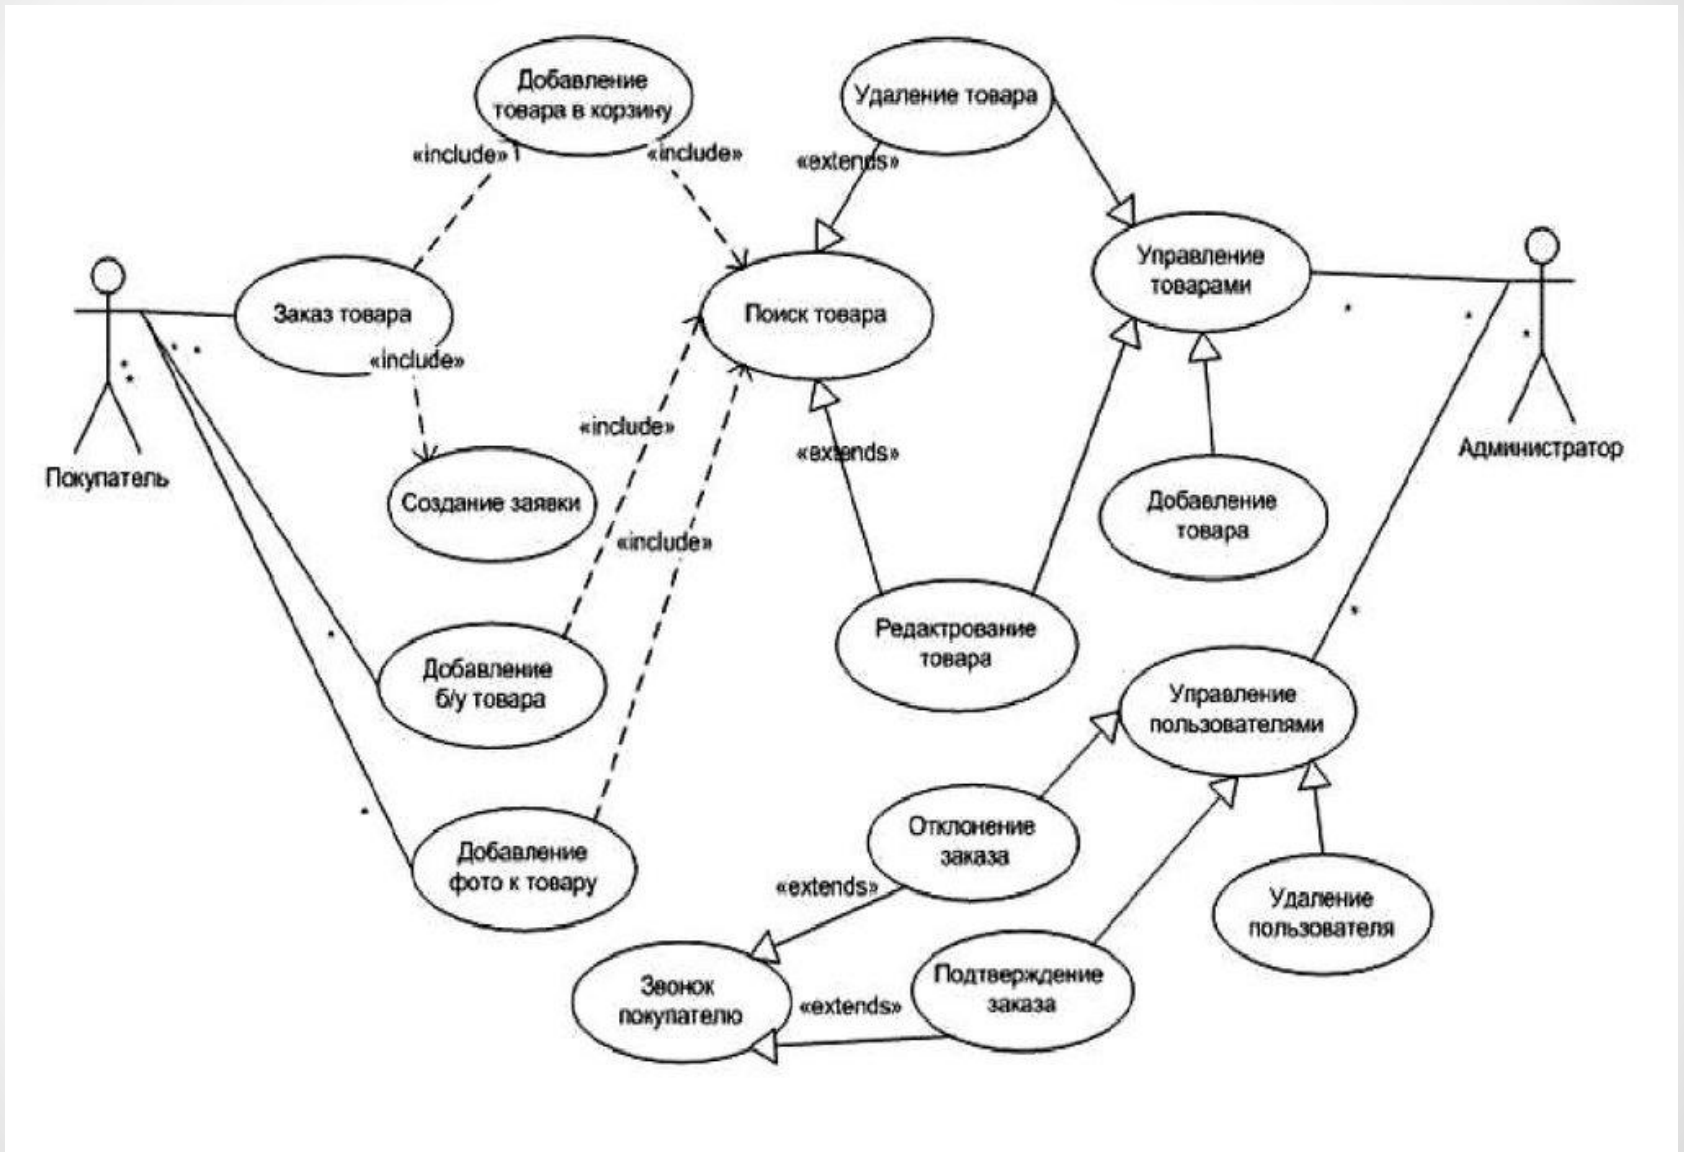 Добавление
товара в корзину
Удаление товара
«include»
«include»
«extends»
Управление
товарами
Заказ товара
Поиск товара
«include»
«include»
«extends»
Покупатель
Администратор
Создание заявки
Добавление
товара
«include»
Редактрование
товара
Добавление
б/у товара
Управление
пользователями
Отклонение
заказа
Добавление
фото к товару
«extends»
Удаление
пользователя
Звонок
покупателю
«extends»
Подтверждение
заказа